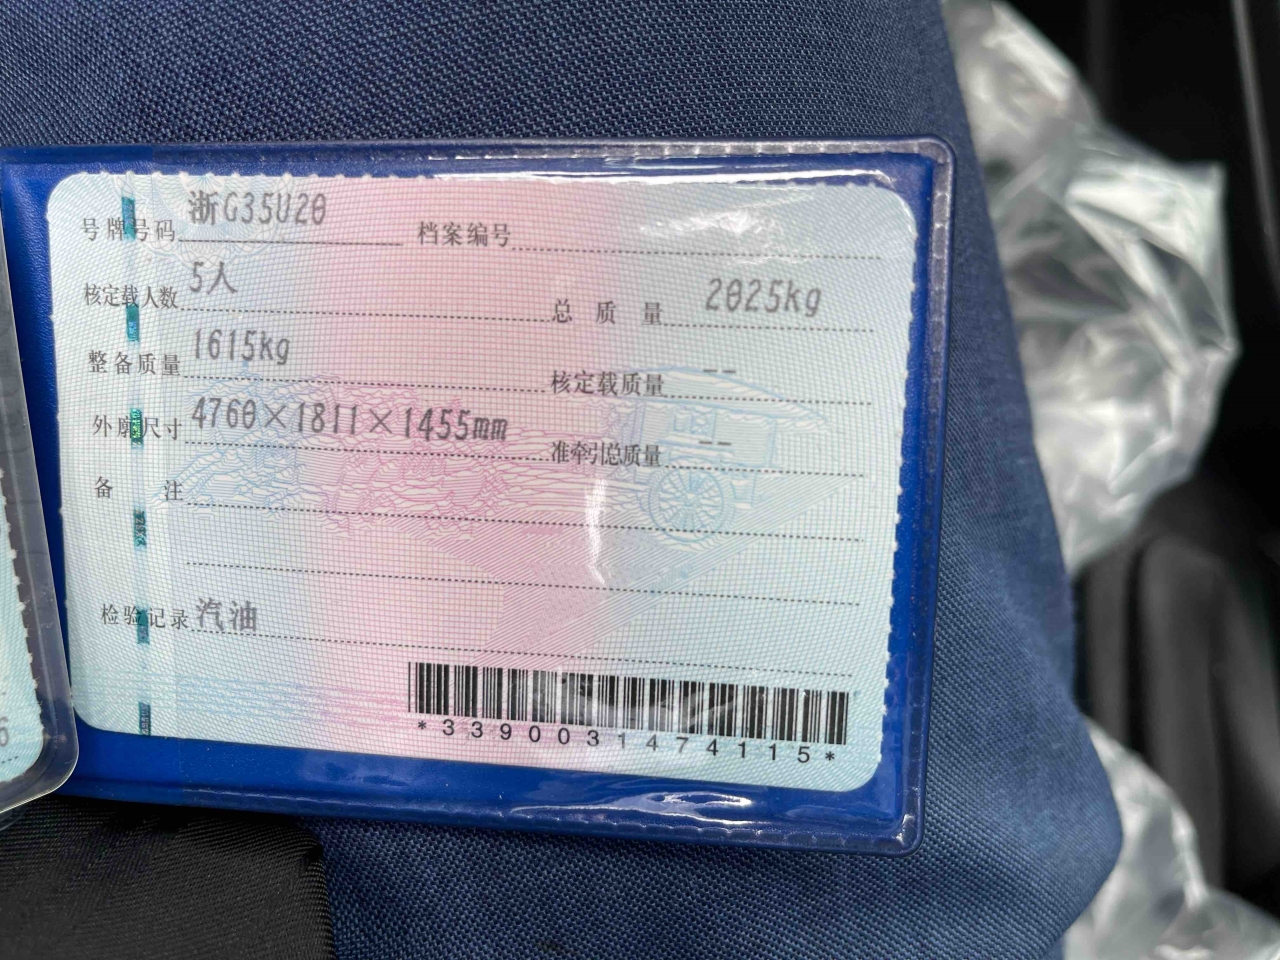 号牌号码 浙G35U20 档案编号
核定载人数 5人 总质量 2025kg
整备质量 1615kg 核定载质量 --
外廓尺寸 4760×1811×1455mm 准牵引总质量 --
备注
检验记录 汽油
*3390031474115*
6